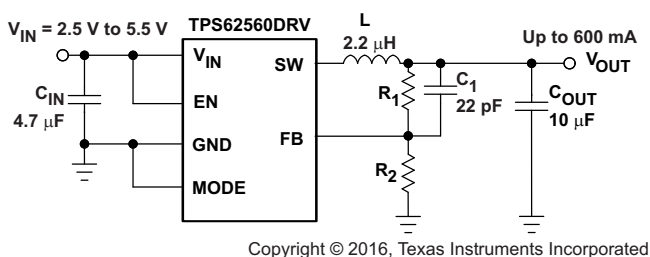 V_IN = 2.5 V to 5.5 V
TPS62560DRV
L
2.2 μH
Up to 600 mA
V_OUT
V_IN
SW
C_IN
4.7 μF
EN
R_1
C_1
22 pF
C_OUT
10 μF
GND
FB
MODE
R_2
Copyright © 2016, Texas Instruments Incorporated